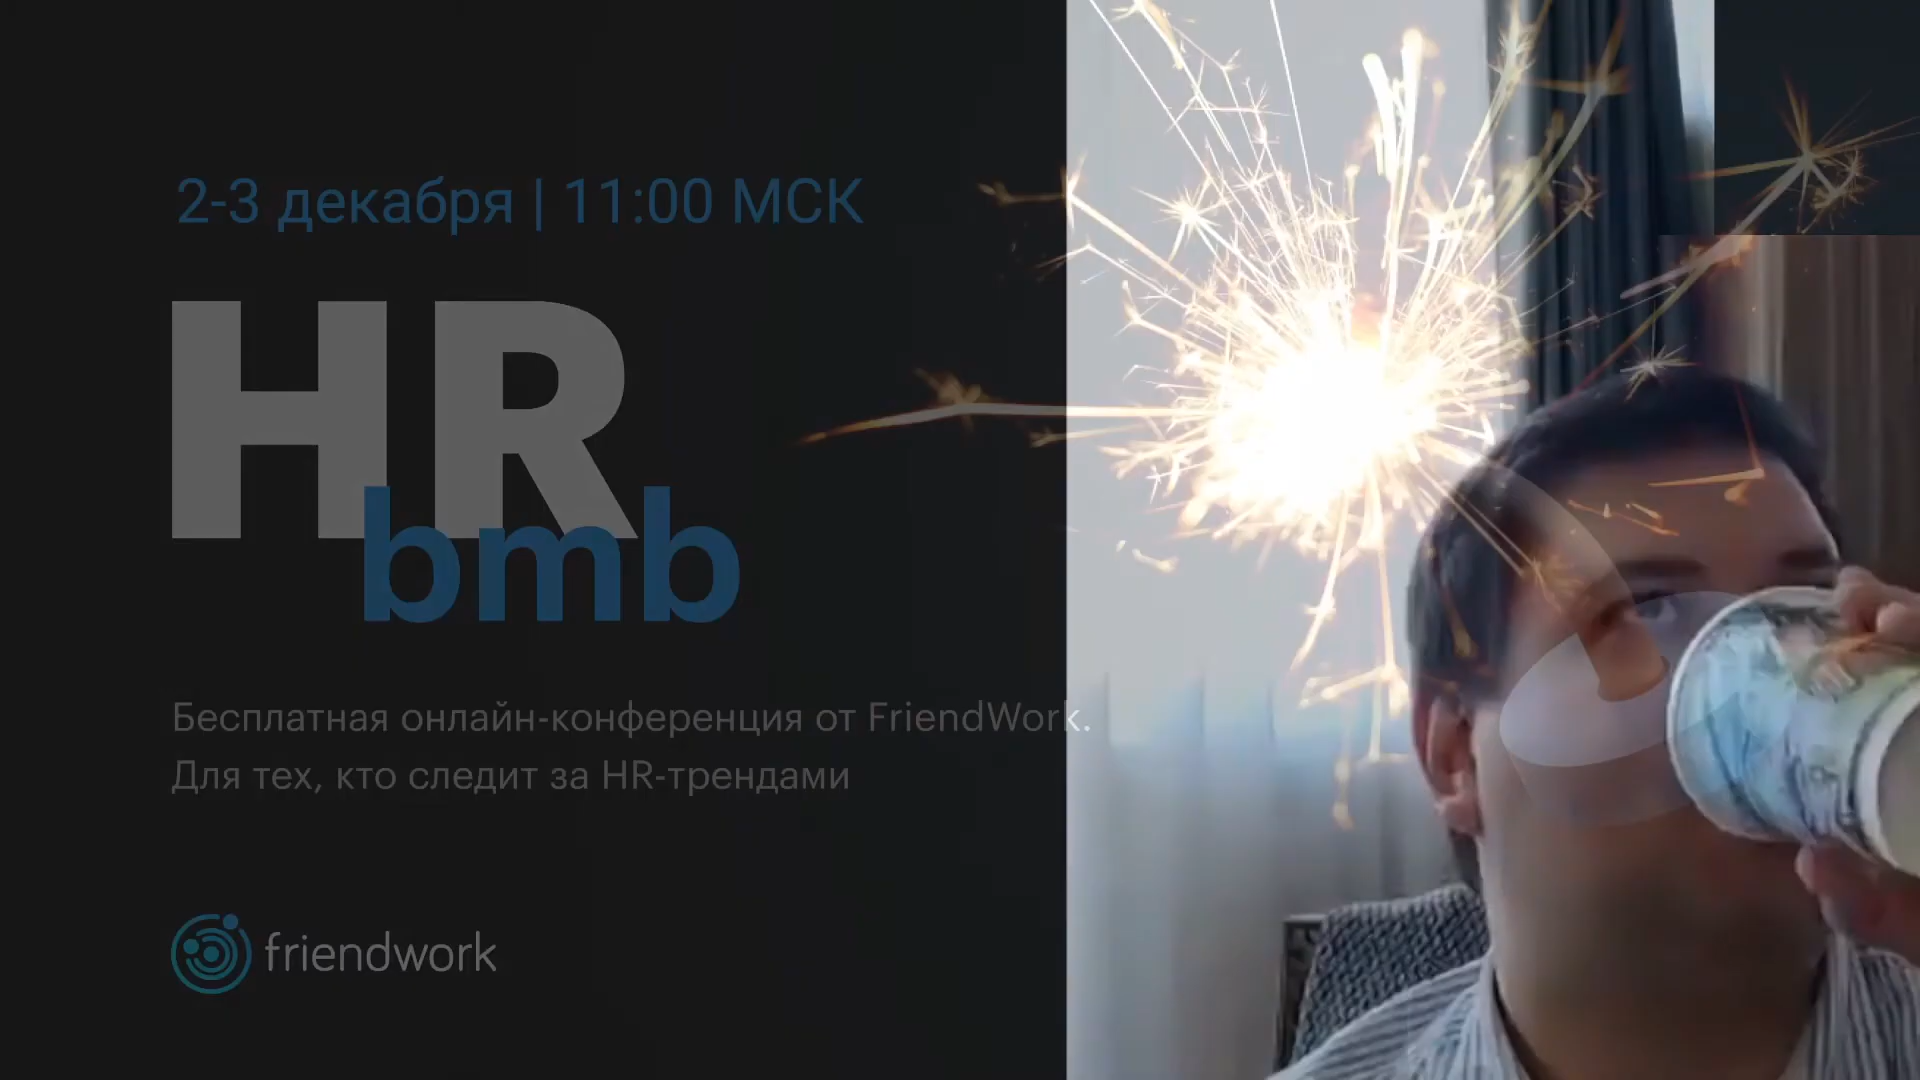 2-3 декабря | 11:00 МСК
HR
bmb
Бесплатная онлайн-конференция от FriendWork.
Для тех, кто следит за HR-трендами
friendwork